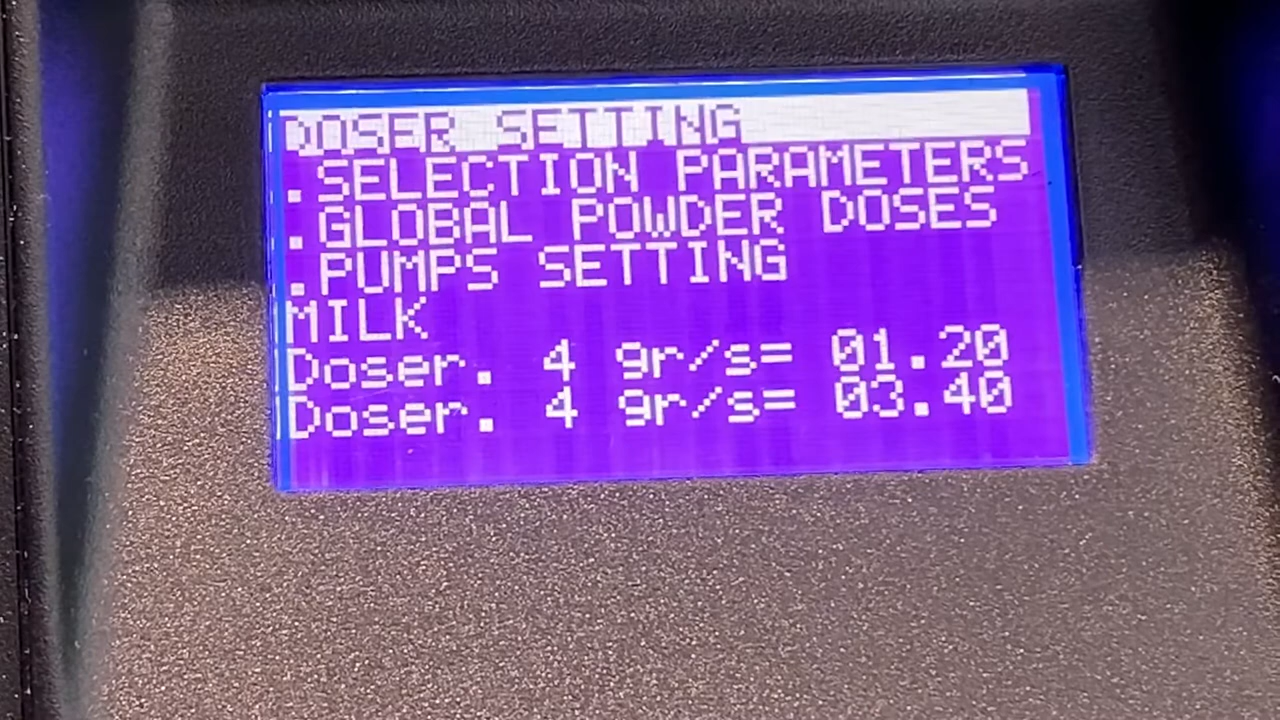 DOSER SETTING
.SELECTION PARAMETERS
.GLOBAL POWDER DOSES
.PUMPS SETTING
MILK
Doser. 4 gr/s= 01.20
Doser. 4 gr/s= 03.40